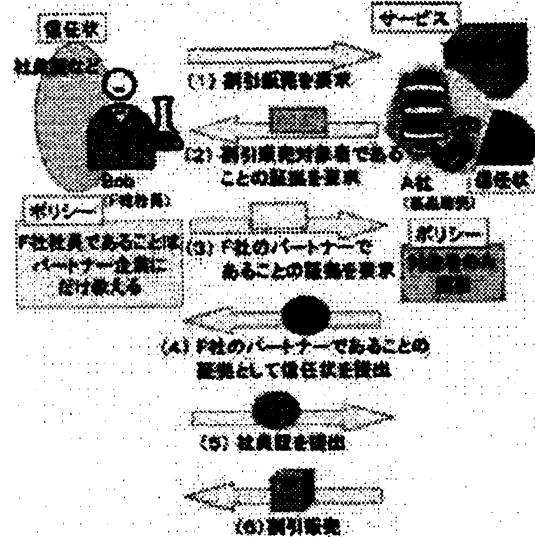 信任状
社員証など
サービス
(1) 割引販売を要求
(2) 割引販売対象者である
ことの証拠を要求
Bob
(F社社員)
A社
信任状
ポリシー
F社社員であることは
パートナー企業に
だけ教える
(3) F社のパートナーで
あることの証拠を要求
ポリシー
(4) F社のパートナーであることの
証拠として信任状を提出
(5) 社員証を提出
(6) 割引販売